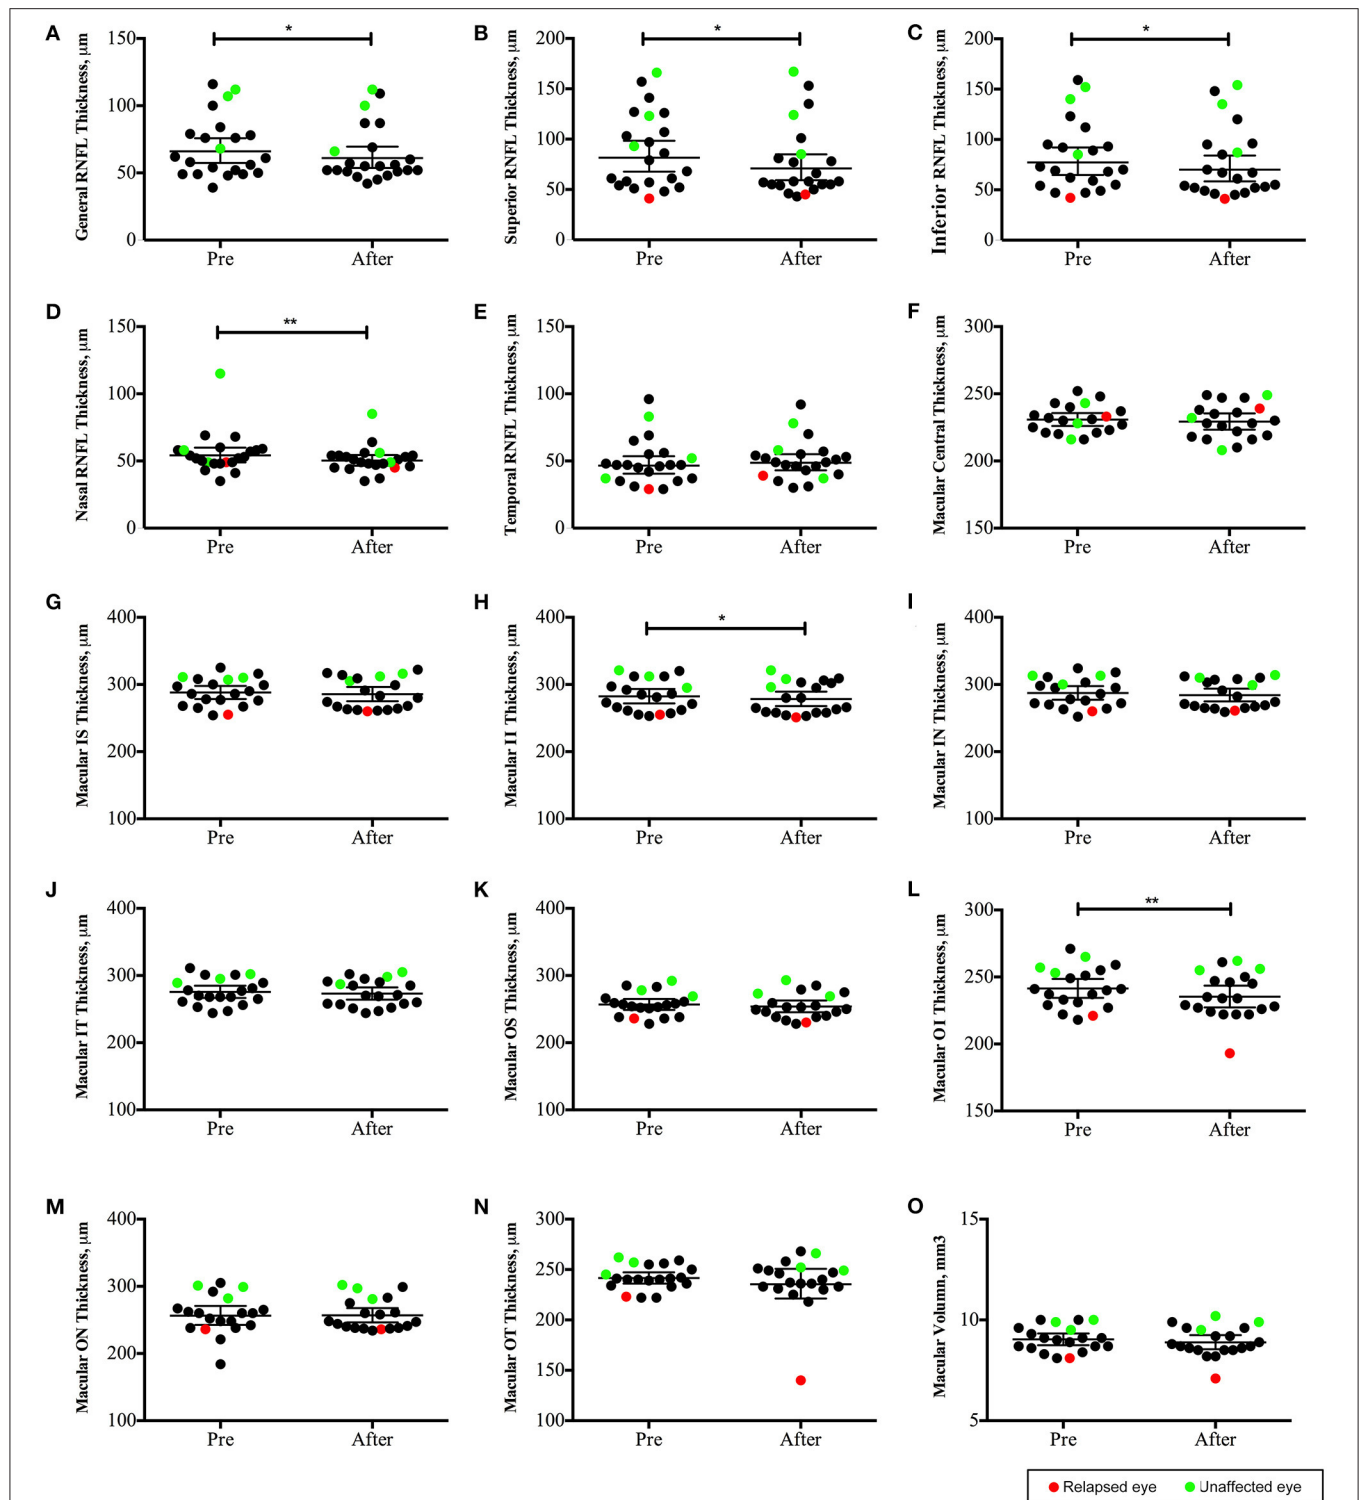 A
General RNFL Thickness, μm
150
100
50
0
*
Pre
After
B
Superior RNFL Thickness, μm
200
150
100
50
0
*
Pre
After
C
Inferior RNFL Thickness, μm
200
150
100
50
0
*
Pre
After
D
Nasal RNFL Thickness, μm
150
100
50
0
**
Pre
After
E
Temporal RNFL Thickness, μm
150
100
50
0
Pre
After
F
Macular Central Thickness, μm
300
250
200
150
Pre
After
G
Macular IS Thickness, μm
400
300
200
100
Pre
After
H
Macular II Thickness, μm
400
300
200
100
*
Pre
After
I
Macular IN Thickness, μm
400
300
200
100
Pre
After
J
Macular IT Thickness, μm
400
300
200
100
Pre
After
K
Macular OS Thickness, μm
400
300
200
100
Pre
After
L
Macular OI Thickness, μm
300
250
200
150
**
Pre
After
M
Macular ON Thickness, μm
400
300
200
100
Pre
After
N
Macular OT Thickness, μm
300
250
200
150
100
Pre
After
O
Macular Volumn, mm3
15
10
5
Pre
After
Relapsed eye
Unaffected eye